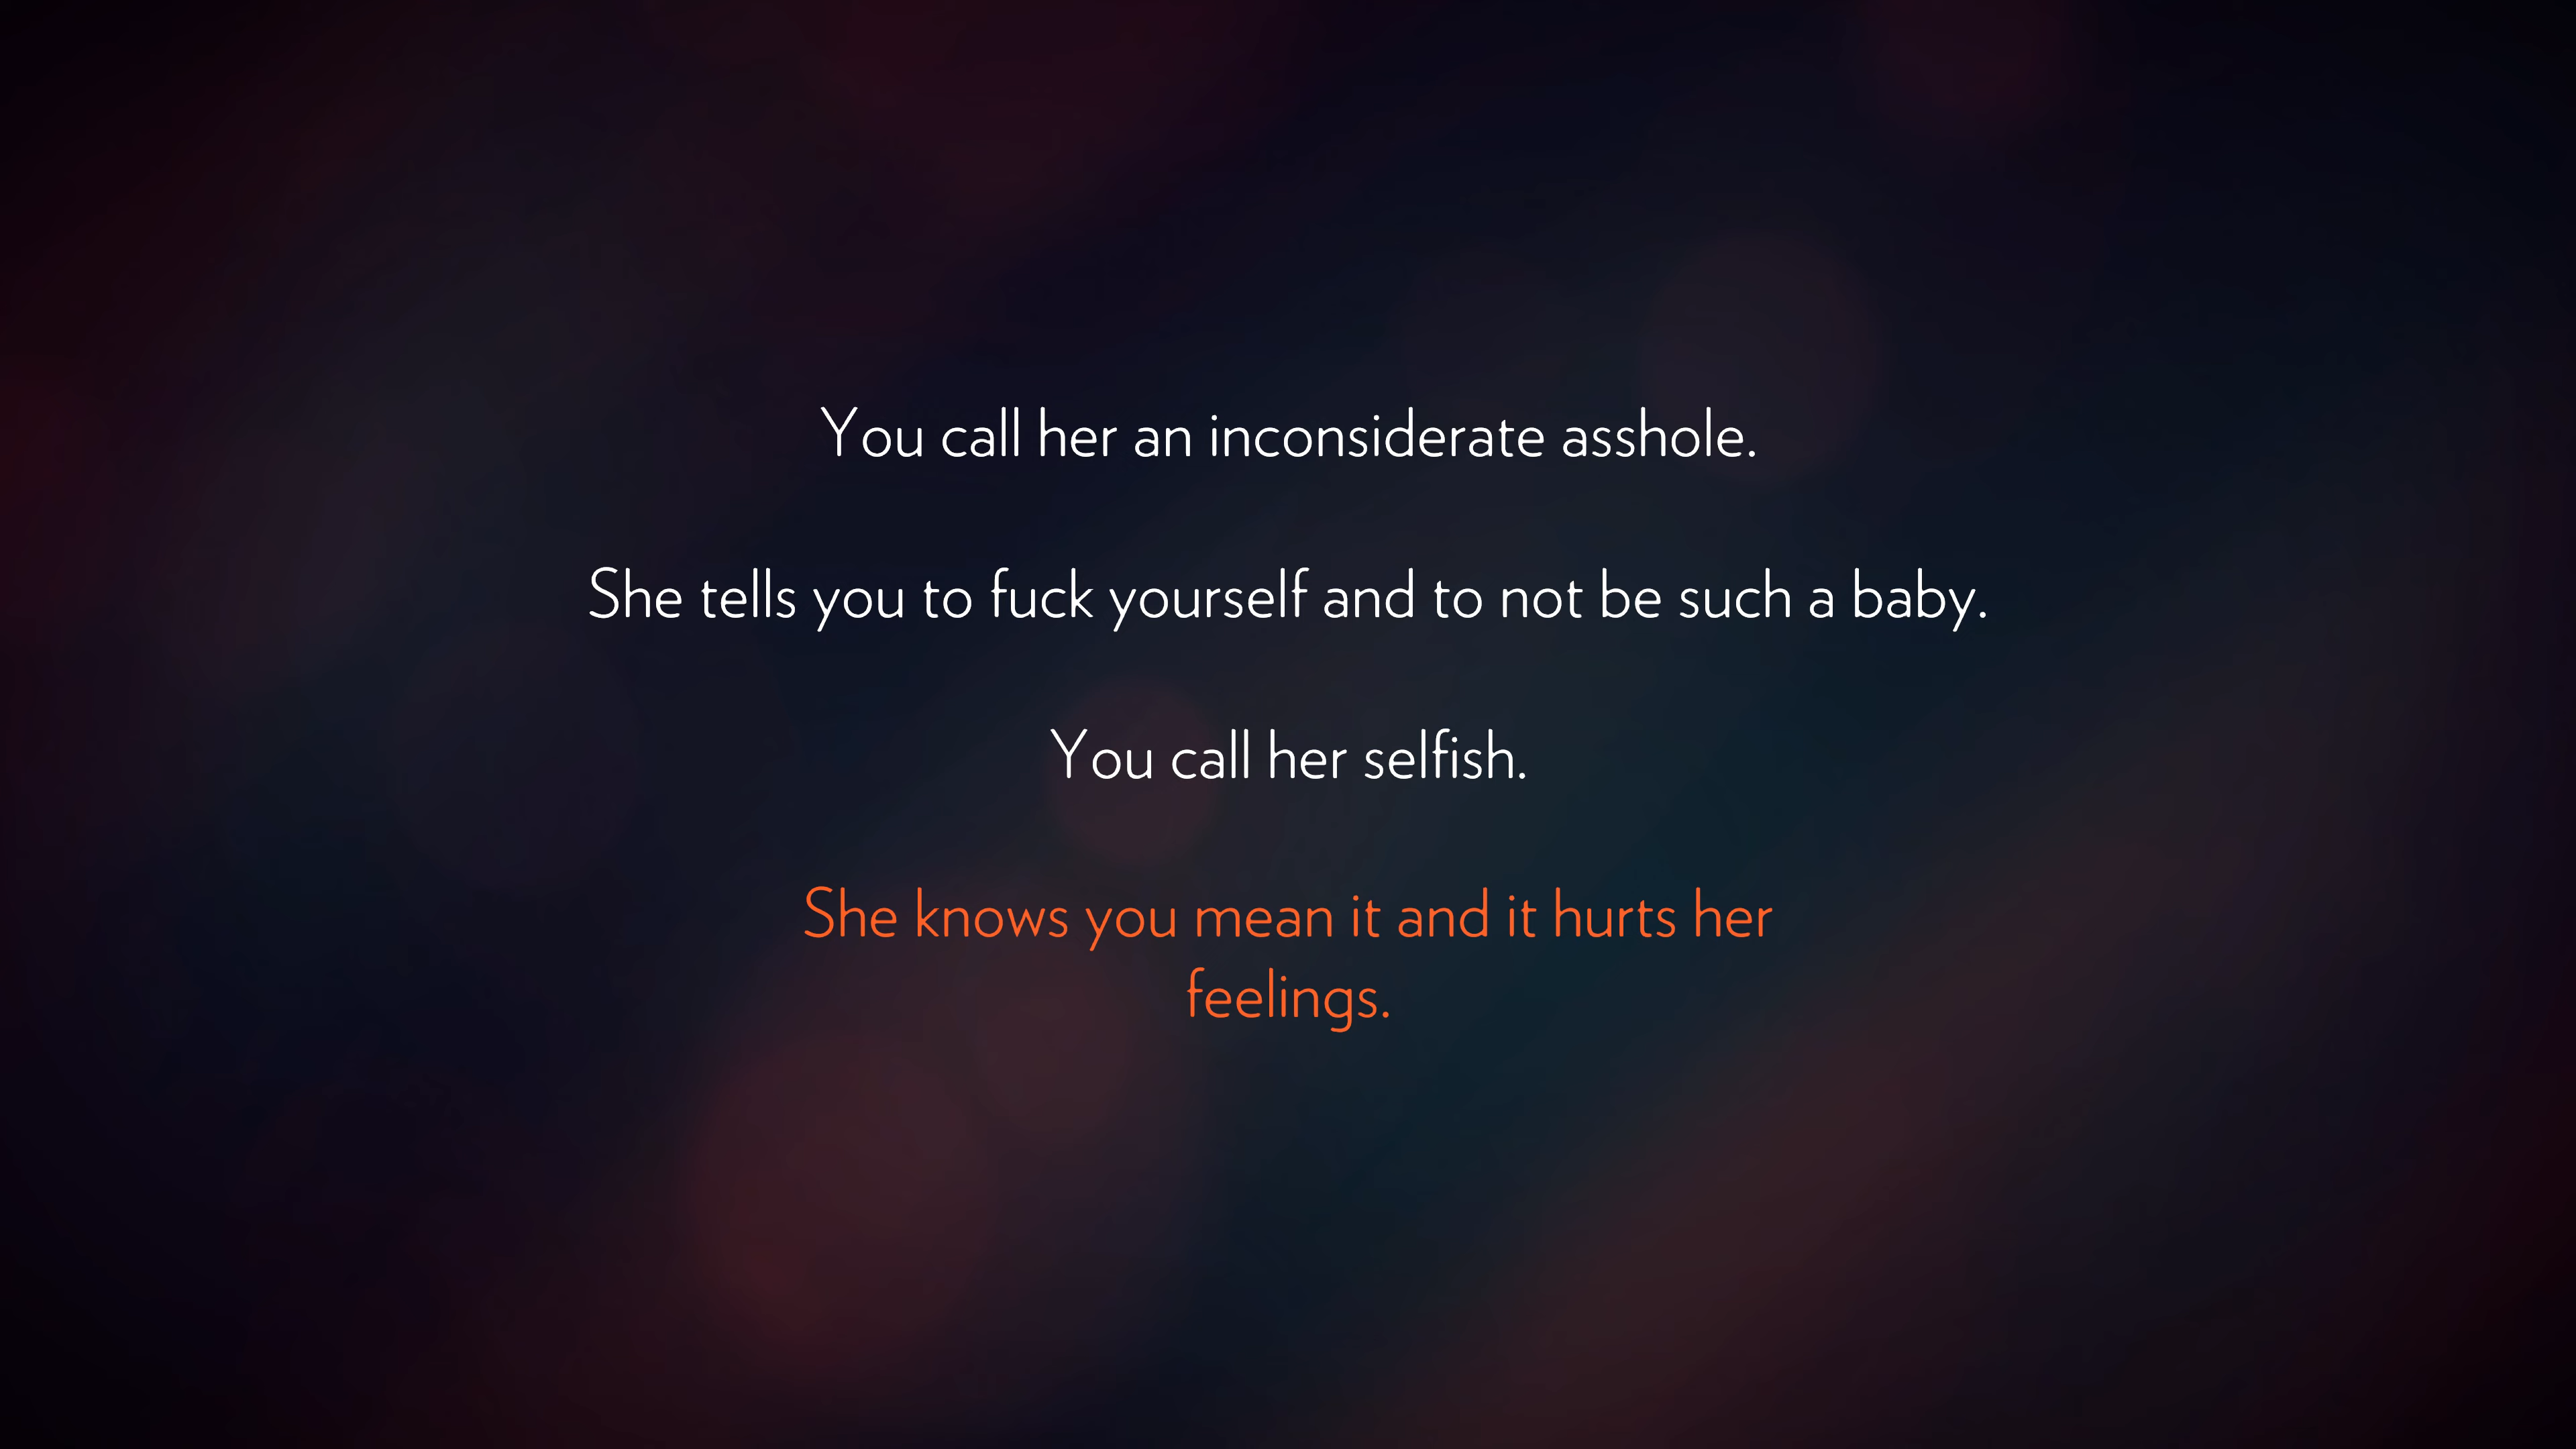 You call her an inconsiderate asshole.
She tells you to fuck yourself and to not be such a baby.
You call her selfish.
She knows you mean it and it hurts her
feelings.